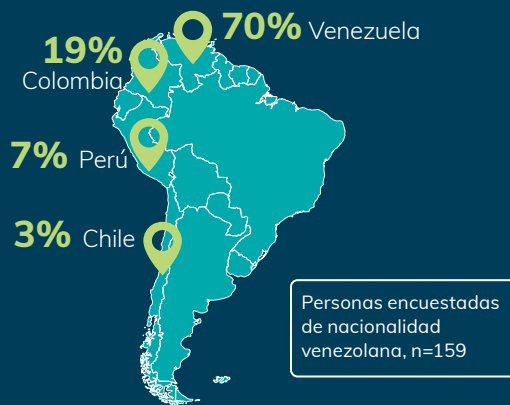 70% Venezuela
19%
Colombia
7% Perú
3% Chile
Personas encuestadas
de nacionalidad
venezolana, n=159